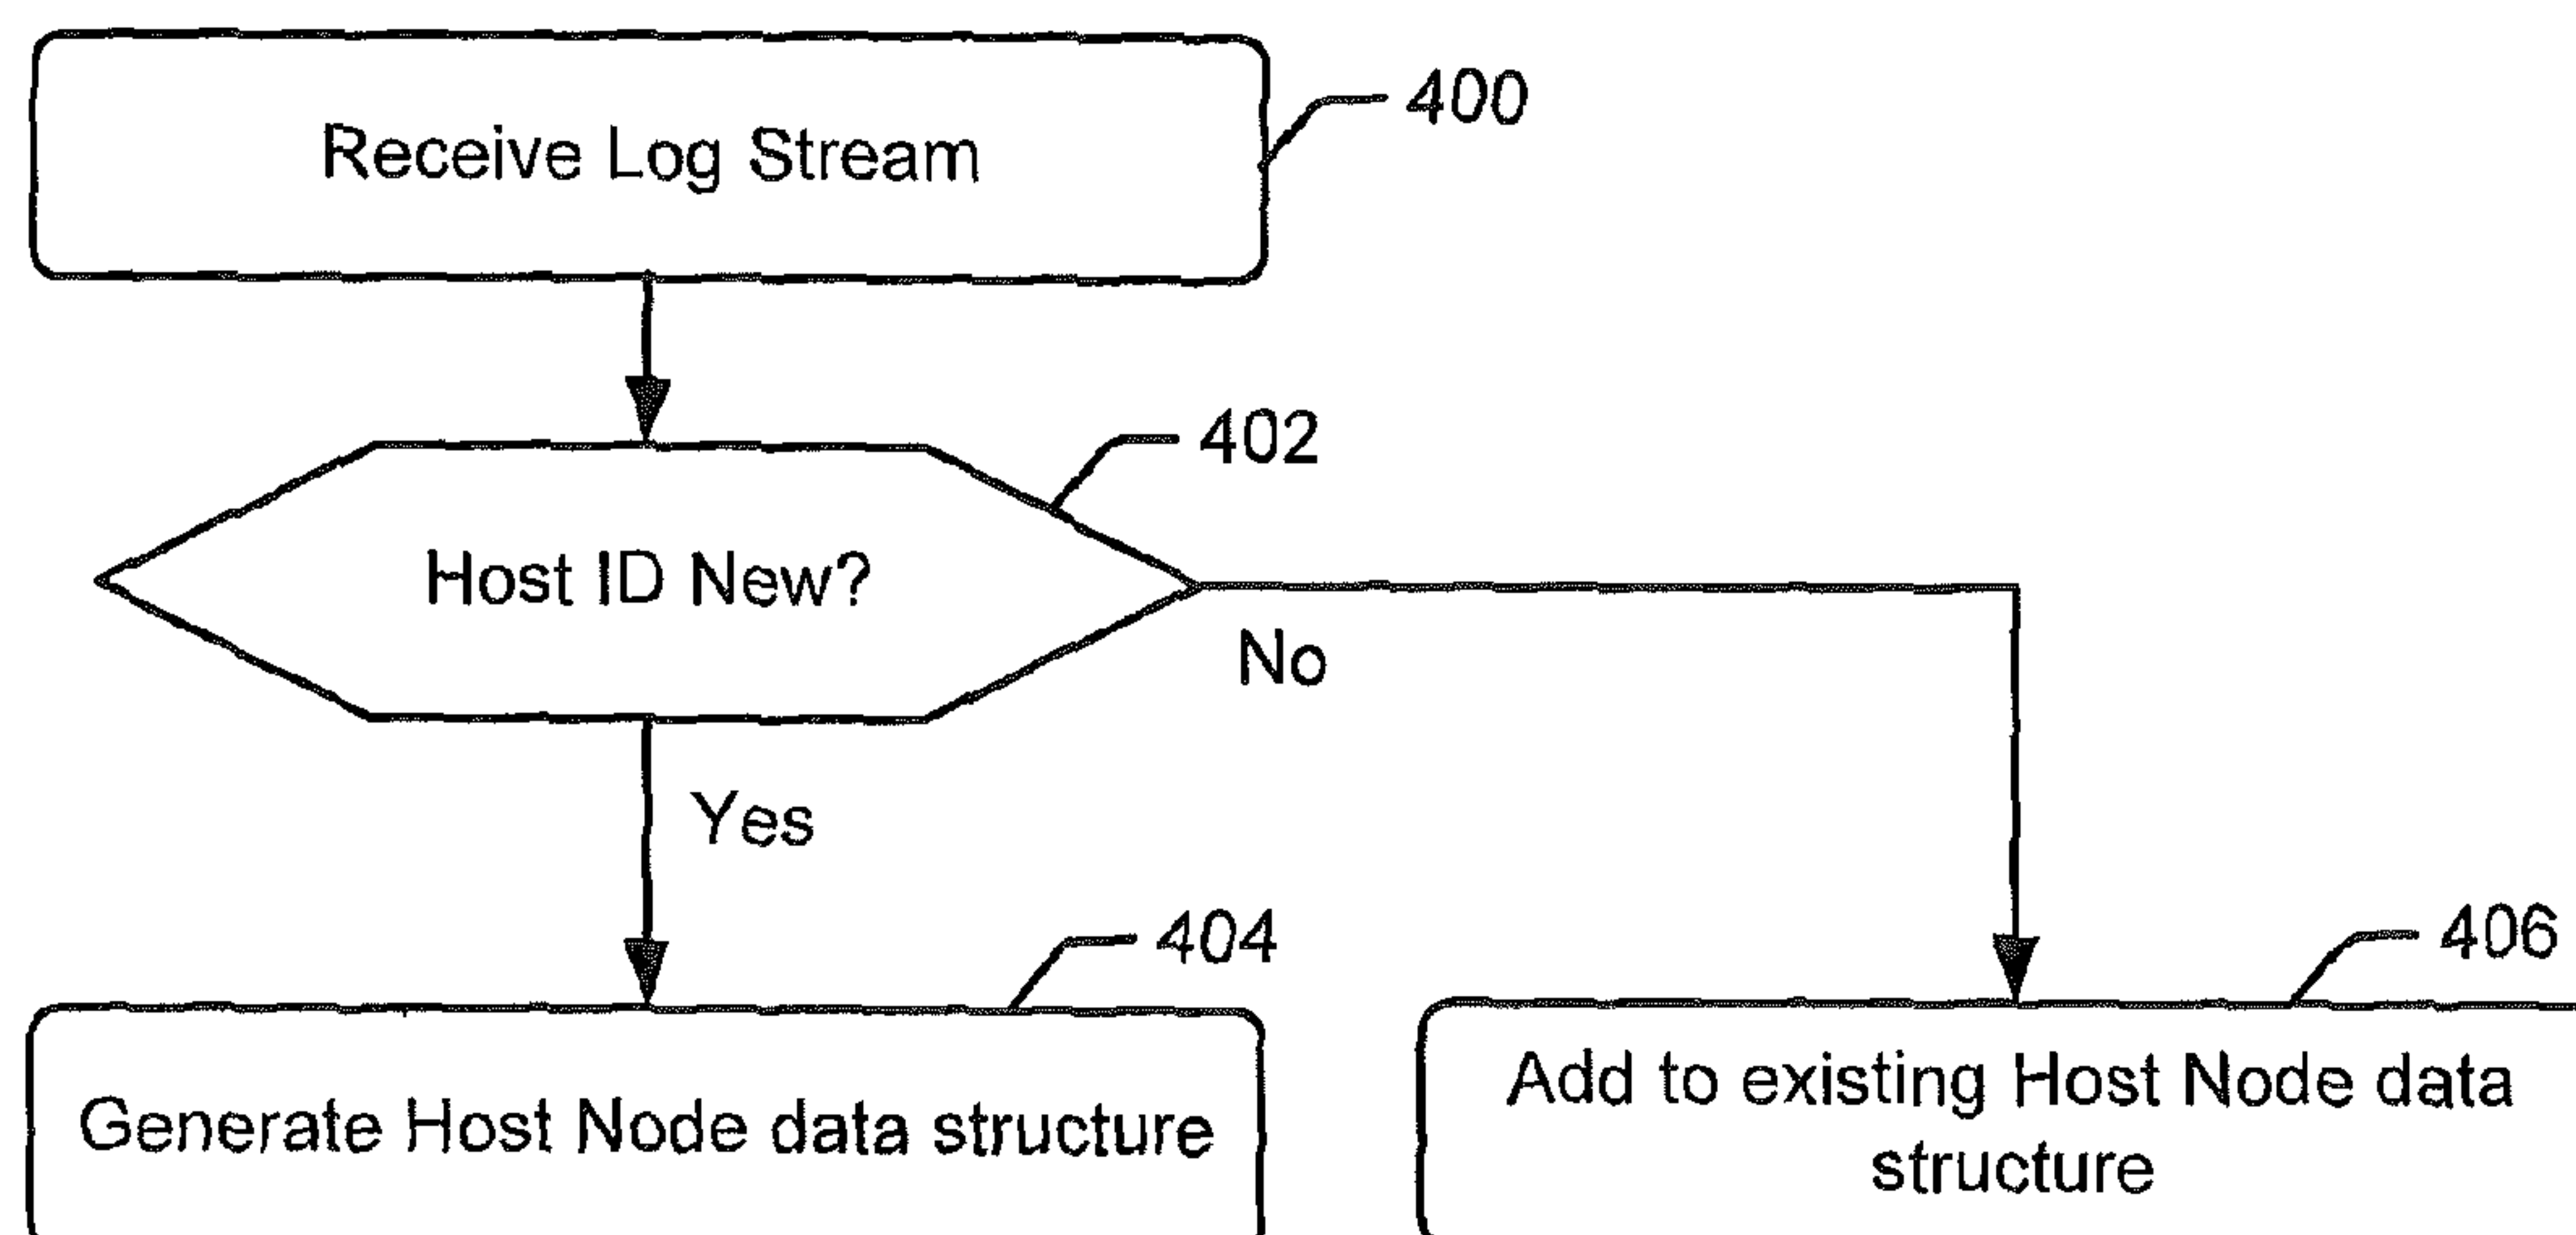 Receive Log Stream
400
402
Host ID New?
No
Yes
404
Generate Host Node data structure
406
Add to existing Host Node data
structure